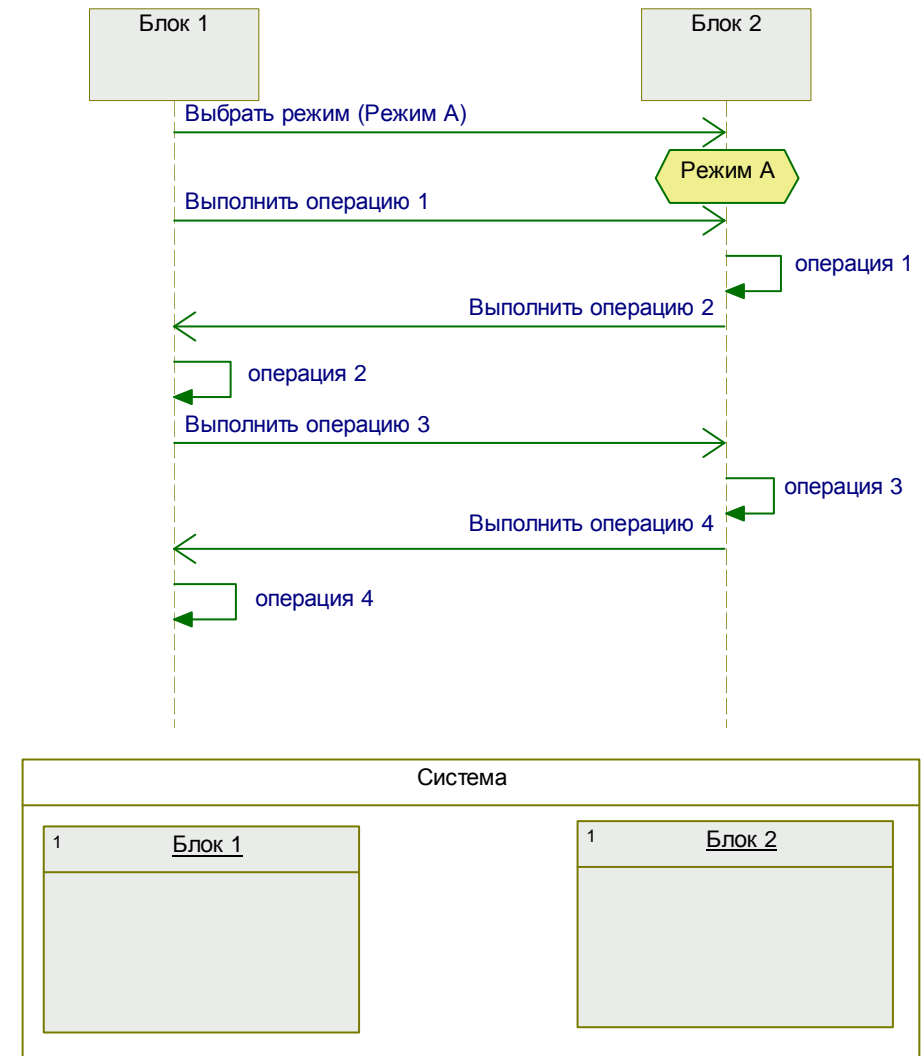 Блок 1
Блок 2
Выбрать режим (Режим А)
Режим А
Выполнить операцию 1
операция 1
Выполнить операцию 2
операция 2
Выполнить операцию 3
операция 3
Выполнить операцию 4
операция 4
Система
1 Блок 1
1 Блок 2